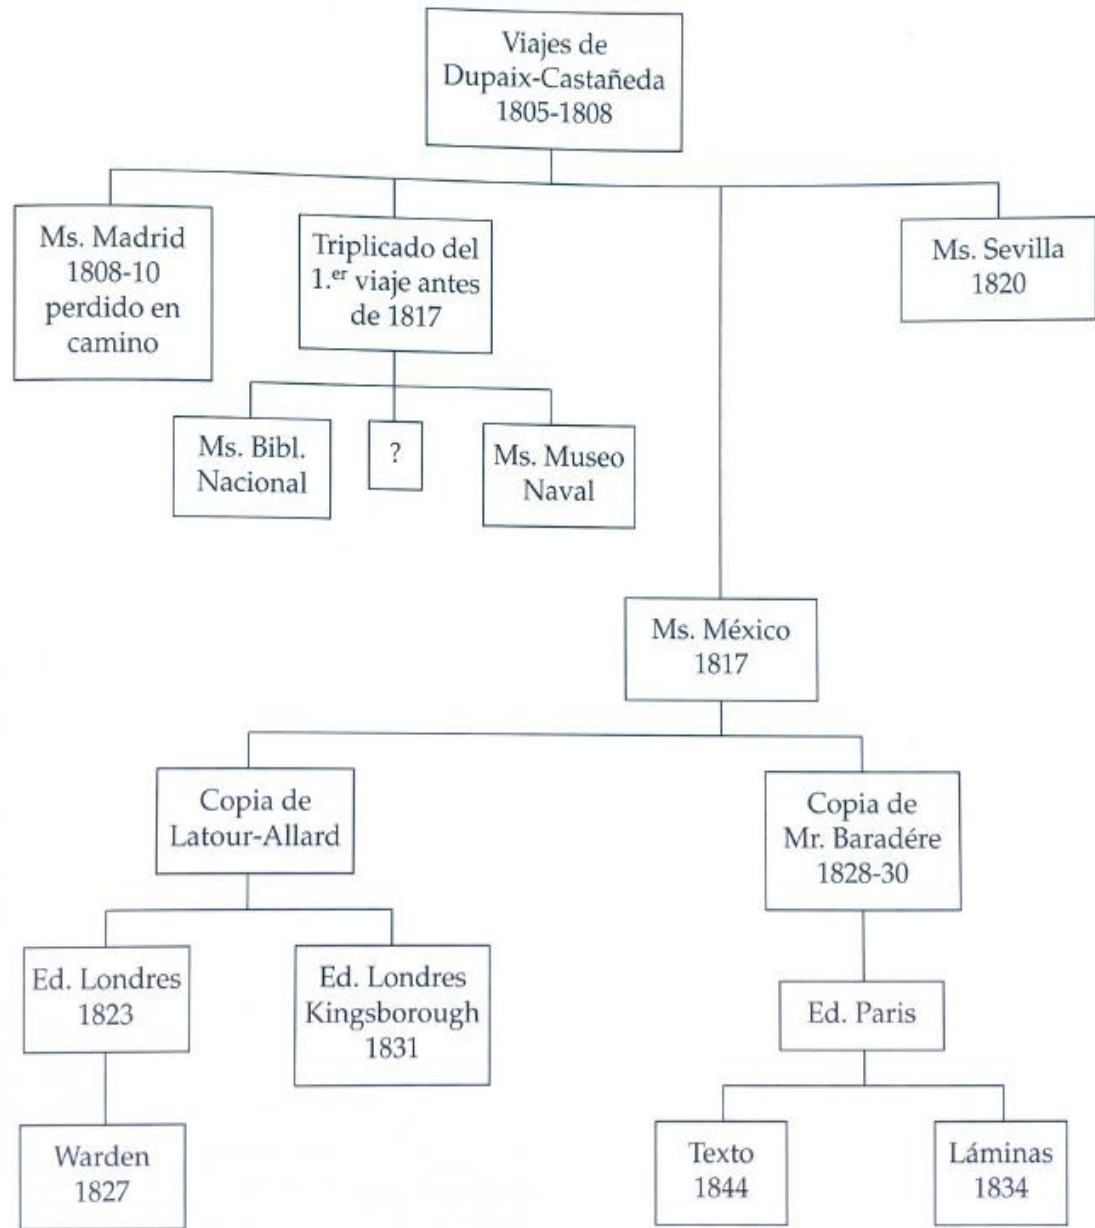 Viajes de
Dupaix-Castañeda
1805-1808
Ms. Madrid
1808-10
perdido en
camino
Triplicado del
1.er viaje antes
de 1817
Ms. Sevilla
1820
Ms. Bibl.
Nacional
?
Ms. Museo
Naval
Ms. México
1817
Copia de
Latour-Allard
Copia de
Mr. Baradére
1828-30
Ed. Londres
1823
Ed. Londres
Kingsborough
1831
Ed. Paris
Warden
1827
Texto
1844
Láminas
1834